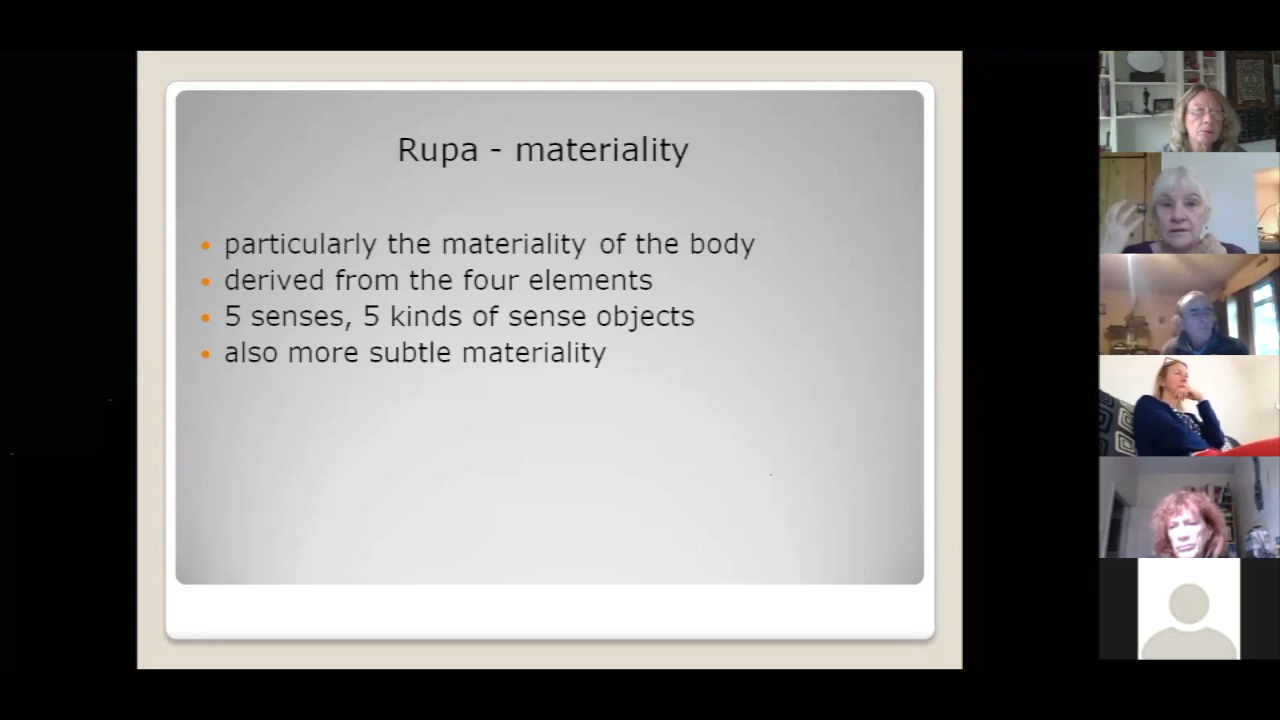 Rupa - materiality
particularly the materiality of the body
derived from the four elements
5 senses, 5 kinds of sense objects
also more subtle materiality